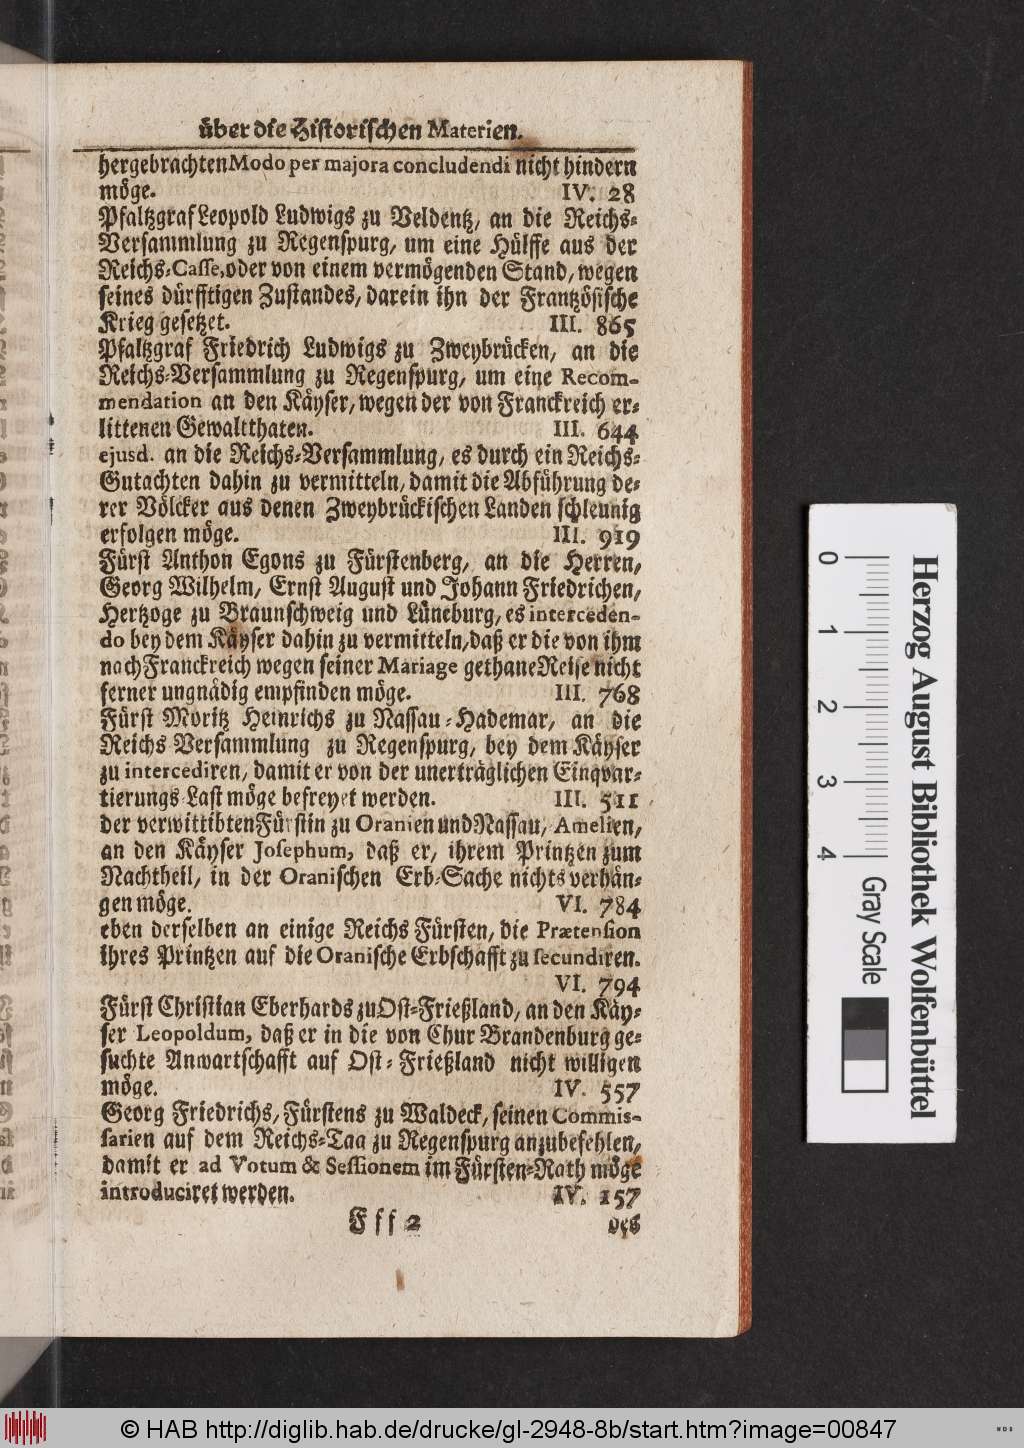 über die Historischen Materien.
hergebrachten Modo per majora concludendi nicht hindern
möge. IV. 28
Pfaltzgraf Leopold Ludwigs zu Veldentz, an die Reichs-
Versammlung zu Regenspurg, um eine Hülffe aus der
Reichs-Casse, oder von einem vermögenden Stand, wegen
seines dürfftigen Zustandes, darein ihn der Frantzösische
Krieg gesetzet. III. 865
Pfaltzgraf Friedrich Ludwigs zu Zweybrücken, an die
Reichs-Versammlung zu Regenspurg, um eine Recom-
mendation an den Käyser, wegen der von Franckreich er-
littenen Gewaltthaten. III. 644
ejusd. an die Reichs-Versammlung, es durch ein Reichs-
Gutachten dahin zu vermitteln, damit die Abführung de-
rer Völcker aus denen Zweybrückischen Landen schleunig
erfolgen möge. III. 919
Fürst Anthon Egons zu Fürstenberg, an die Herren,
Georg Wilhelm, Ernst August und Johann Friedrichen,
Hertzoge zu Braunschweig und Lüneburg, es interceden-
do bey dem Käyser dahin zu vermitteln, daß er die von ihm
nach Franckreich wegen seiner Mariage gethane Reise nicht
ferner ungnädig empfinden möge. III. 768
Fürst Moritz Heinrichs zu Nassau-Hademar, an die
Reichs Versammlung zu Regenspurg, bey dem Käyser
zu intercediren, damit er von der unerträglichen Einqvar-
tierungs-Last möge befreyet werden. III. 511
der verwittibten Fürstin zu Oranien und Nassau, Amelien,
an den Käyser Josephum, daß er, ihrem Printzen zum
Nachtheil, in der Oranischen Erb-Sache nichts verhän-
gen möge. VI. 784
eben derselben an einige Reichs Fürsten, die Prætension
ihres Printzen auf die Oranische Erbschafft zu secundiren.
VI. 794
Fürst Christian Eberhards zu Ost-Frießland, an den Käy-
ser Leopoldum, daß er in die von Chur Brandenburg ge-
suchte Anwartschafft auf Ost-Frießland nicht willigen
möge. IV. 557
Georg Friedrichs, Fürstens zu Waldeck, seinen Commis-
sarien auf dem Reichs-Tag zu Regenspurg anzubefehlen,
damit er ad Votum & Sessionem im Fürsten-Rath möge
introduciret werden. IV. 157
Fff 2 des
0 1 2 3 4
Gray Scale
Herzog August Bibliothek Wolfenbüttel
© HAB http://diglib.hab.de/drucke/gl-2948-8b/start.htm?image=00847